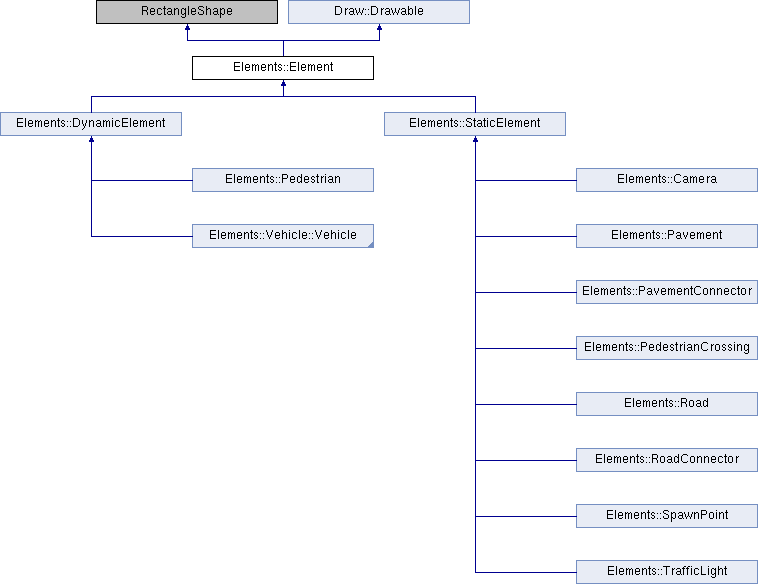 RectangleShape
Draw::Drawable
Elements::Element
Elements::DynamicElement
Elements::StaticElement
Elements::Pedestrian
Elements::Camera
Elements::Vehicle::Vehicle
Elements::Pavement
Elements::PavementConnector
Elements::PedestrianCrossing
Elements::Road
Elements::RoadConnector
Elements::SpawnPoint
Elements::TrafficLight